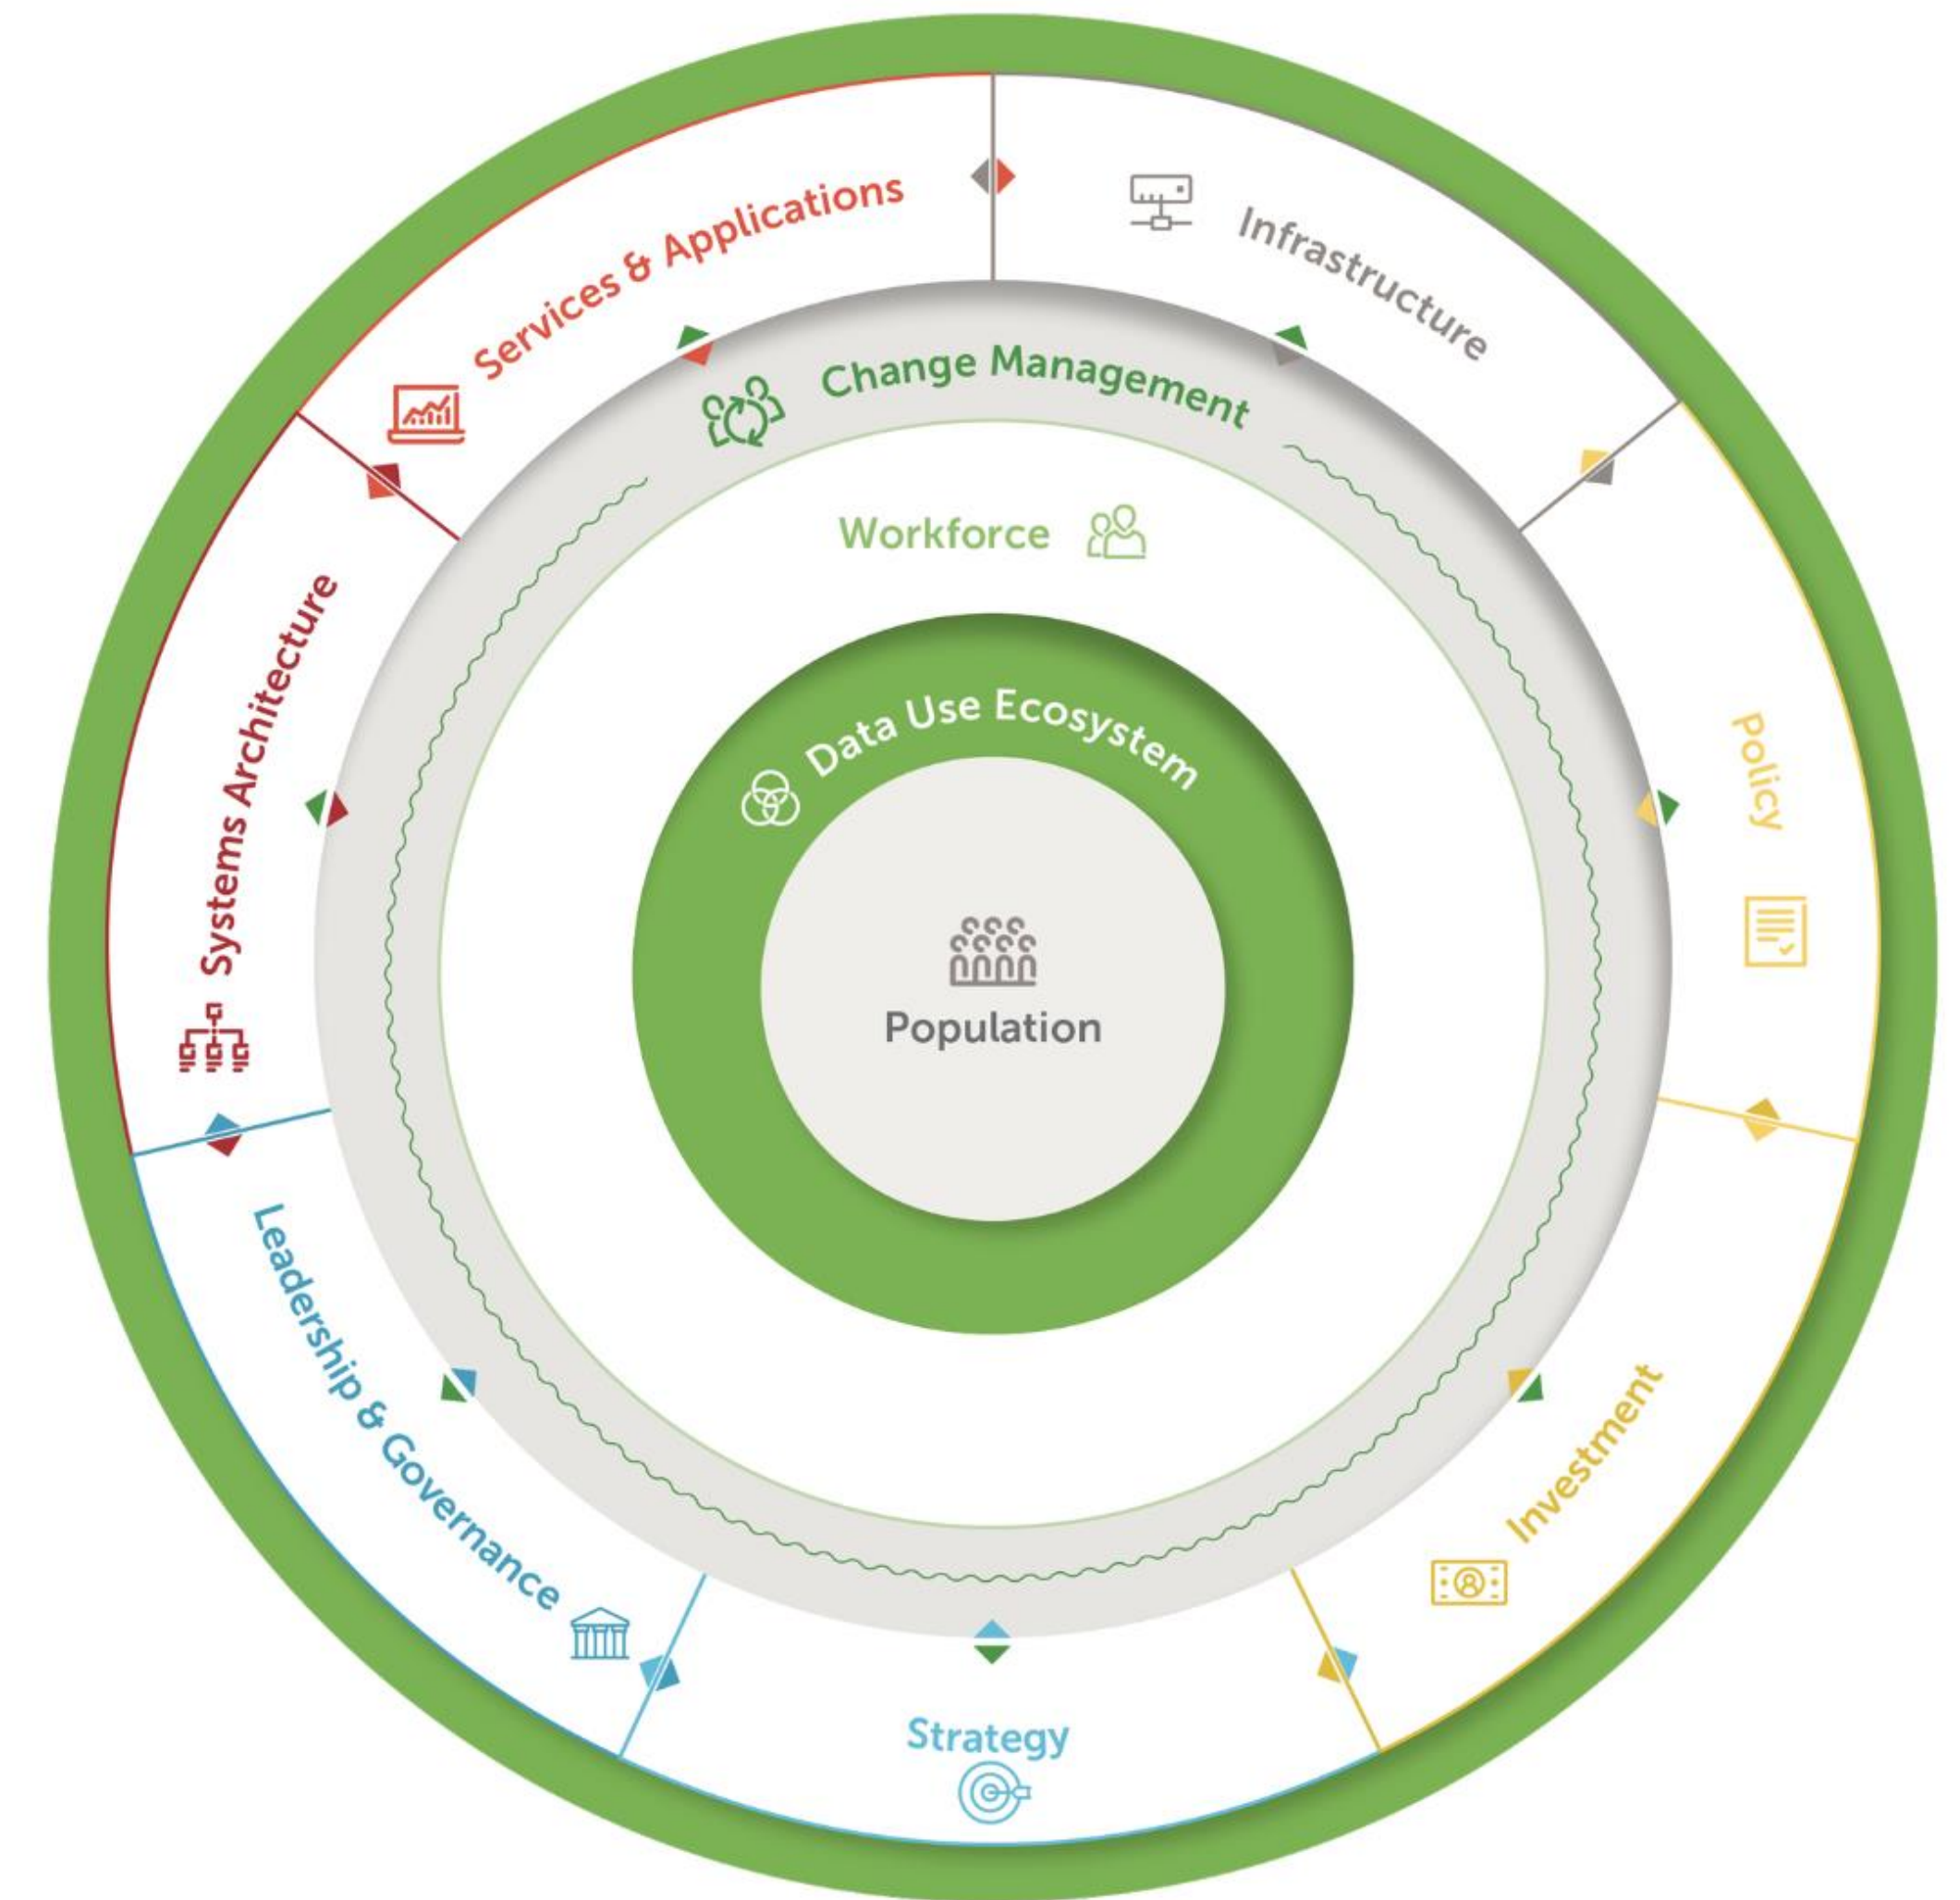 Services & Applications
Infrastructure
Change Management
Workforce
Systems Architecture
Data Use Ecosystem
Policy
Population
Leadership & Governance
Investment
Strategy